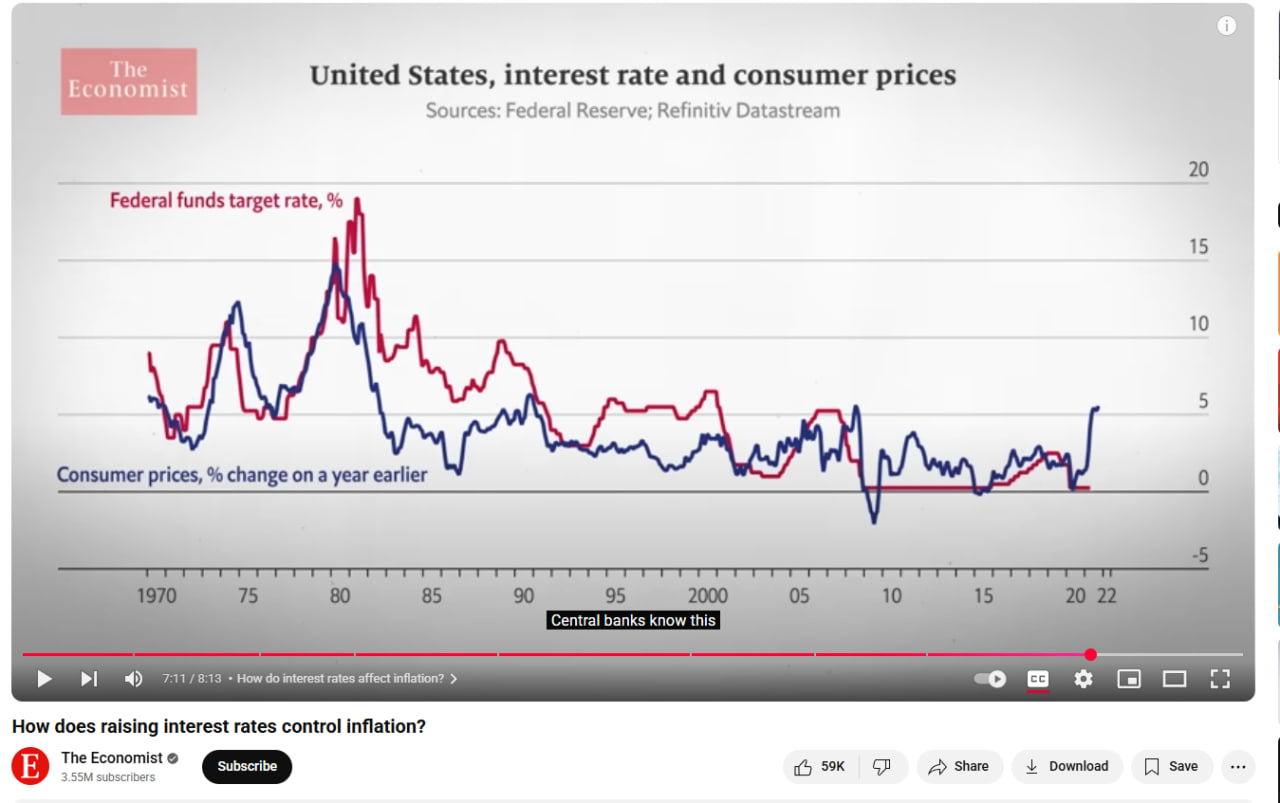 The
Economist
United States, interest rate and consumer prices
Sources: Federal Reserve; Refinitiv Datastream
20
Federal funds target rate, %
15
10
5
Consumer prices, % change on a year earlier
0
-5
1970 75 80 85 90 95 2000 05 10 15 20 22
Central banks know this
7:11 / 8:13 • How do interest rates affect inflation?
CC
How does raising interest rates control inflation?
E
The Economist
3.55M subscribers
Subscribe
59K
Share
Download
Save